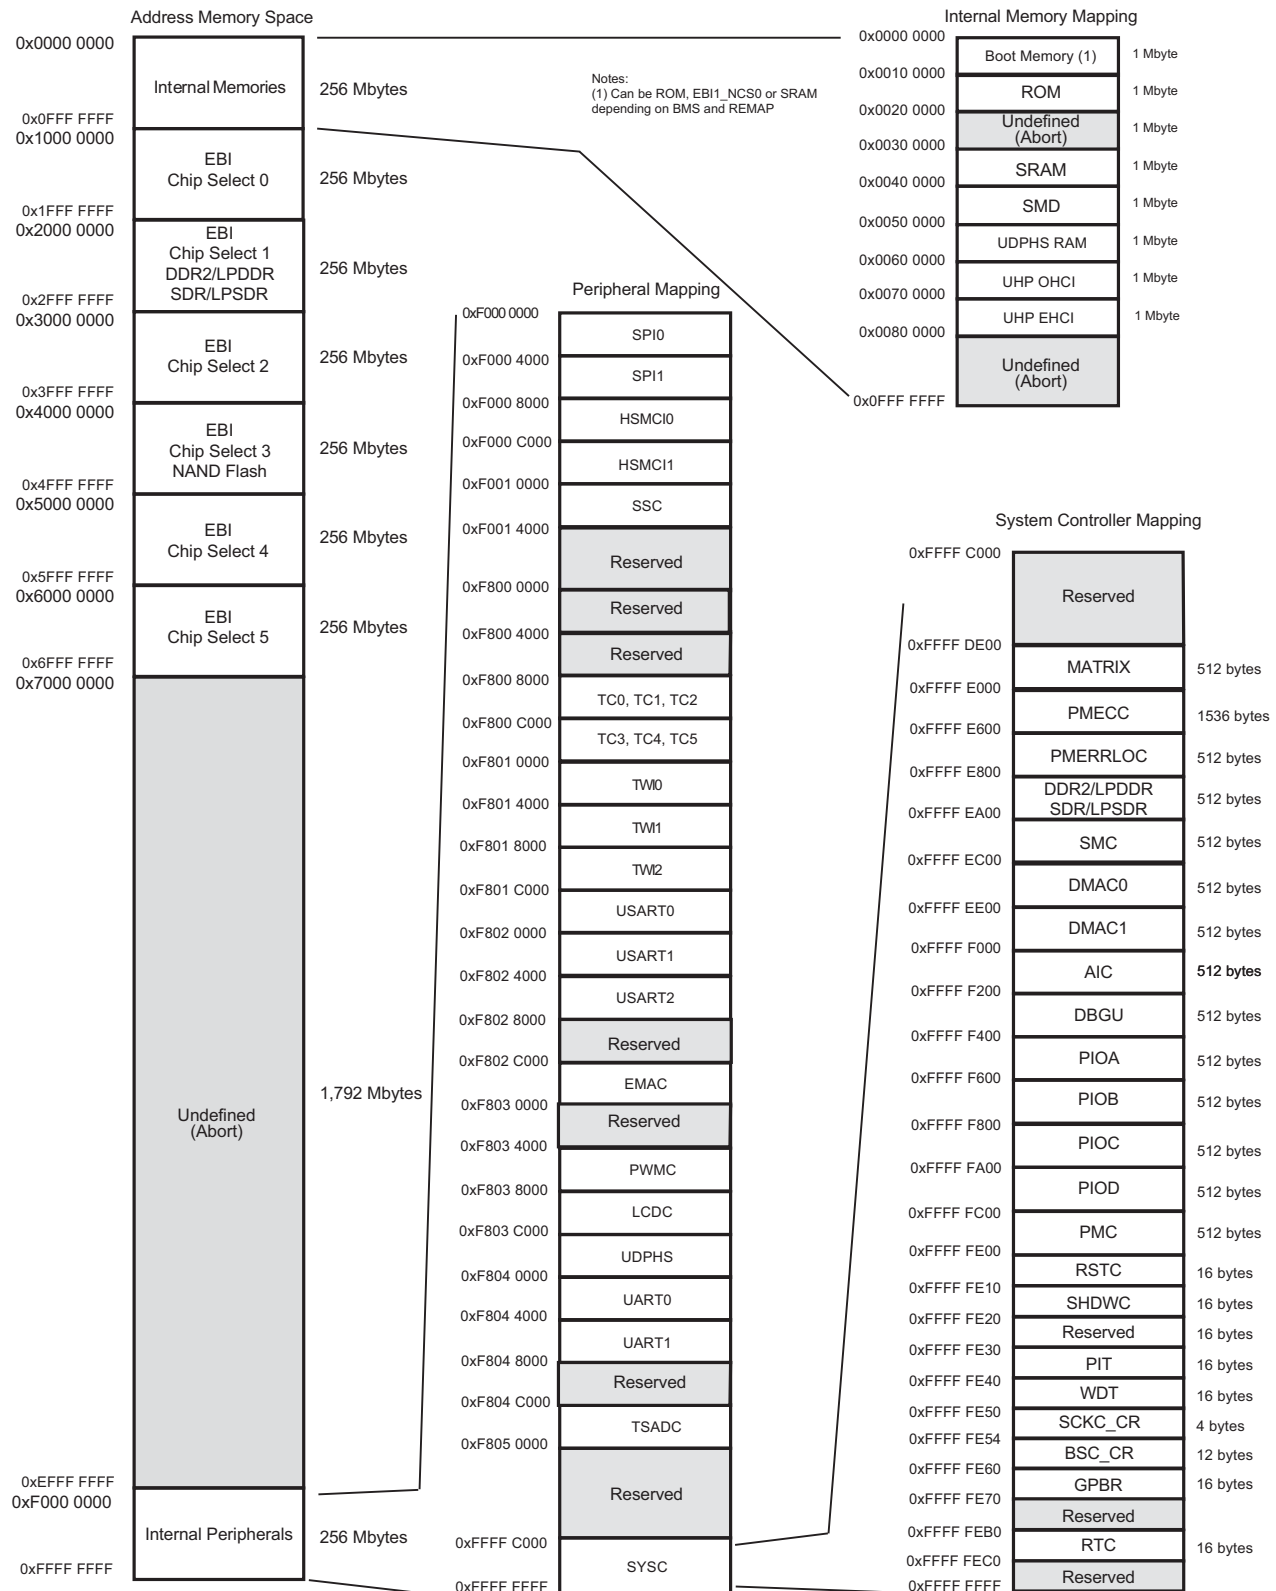 Address Memory Space
0x0000 0000
Internal Memories
256 Mbytes
0x0FFF FFFF
0x1000 0000
EBI
Chip Select 0
256 Mbytes
0x1FFF FFFF
0x2000 0000
EBI
Chip Select 1
DDR2/LPDDR
SDR/LPSDR
256 Mbytes
0x2FFF FFFF
0x3000 0000
EBI
Chip Select 2
256 Mbytes
0x3FFF FFFF
0x4000 0000
EBI
Chip Select 3
NAND Flash
256 Mbytes
0x4FFF FFFF
0x5000 0000
EBI
Chip Select 4
256 Mbytes
0x5FFF FFFF
0x6000 0000
EBI
Chip Select 5
256 Mbytes
0x6FFF FFFF
0x7000 0000
Undefined
(Abort)
1,792 Mbytes
0xEFFF FFFF
0xF000 0000
Internal Peripherals
256 Mbytes
0xFFFF FFFF
Notes:
(1) Can be ROM, EBI1_NCS0 or SRAM
depending on BMS and REMAP
Peripheral Mapping
0xF000 0000
SPI0
0xF000 4000
SPI1
0xF000 8000
HSMCI0
0xF000 C000
HSMCI1
0xF001 0000
SSC
0xF001 4000
Reserved
0xF800 0000
Reserved
0xF800 4000
Reserved
0xF800 8000
TC0, TC1, TC2
0xF800 C000
TC3, TC4, TC5
0xF801 0000
TWI0
0xF801 4000
TWI1
0xF801 8000
TWI2
0xF801 C000
USART0
0xF802 0000
USART1
0xF802 4000
USART2
0xF802 8000
Reserved
0xF802 C000
EMAC
0xF803 0000
Reserved
0xF803 4000
PWMC
0xF803 8000
LCDC
0xF803 C000
UDPHS
0xF804 0000
UART0
0xF804 4000
UART1
0xF804 8000
Reserved
0xF804 C000
TSADC
0xF805 0000
Reserved
0xFFFF C000
SYSC
0xFFFF FFFF
Internal Memory Mapping
0x0000 0000
Boot Memory (1)
1 Mbyte
0x0010 0000
ROM
1 Mbyte
0x0020 0000
Undefined
(Abort)
1 Mbyte
0x0030 0000
SRAM
1 Mbyte
0x0040 0000
SMD
1 Mbyte
0x0050 0000
UDPHS RAM
1 Mbyte
0x0060 0000
UHP OHCI
1 Mbyte
0x0070 0000
UHP EHCI
1 Mbyte
0x0080 0000
Undefined
(Abort)
0x0FFF FFFF
System Controller Mapping
0xFFFF C000
Reserved
0xFFFF DE00
MATRIX
512 bytes
0xFFFF E000
PMECC
1536 bytes
0xFFFF E600
PMERRLOC
512 bytes
0xFFFF E800
DDR2/LPDDR
SDR/LPSDR
512 bytes
0xFFFF EA00
SMC
512 bytes
0xFFFF EC00
DMAC0
512 bytes
0xFFFF EE00
DMAC1
512 bytes
0xFFFF F000
AIC
512 bytes
0xFFFF F200
DBGU
512 bytes
0xFFFF F400
PIOA
512 bytes
0xFFFF F600
PIOB
512 bytes
0xFFFF F800
PIOC
512 bytes
0xFFFF FA00
PIOD
512 bytes
0xFFFF FC00
PMC
512 bytes
0xFFFF FE00
RSTC
16 bytes
0xFFFF FE10
SHDWC
16 bytes
0xFFFF FE20
Reserved
16 bytes
0xFFFF FE30
PIT
16 bytes
0xFFFF FE40
WDT
16 bytes
0xFFFF FE50
SCKC_CR
4 bytes
0xFFFF FE54
BSC_CR
12 bytes
0xFFFF FE60
GPBR
16 bytes
0xFFFF FE70
Reserved
0xFFFF FEB0
RTC
16 bytes
0xFFFF FEC0
Reserved
0xFFFF FFFF